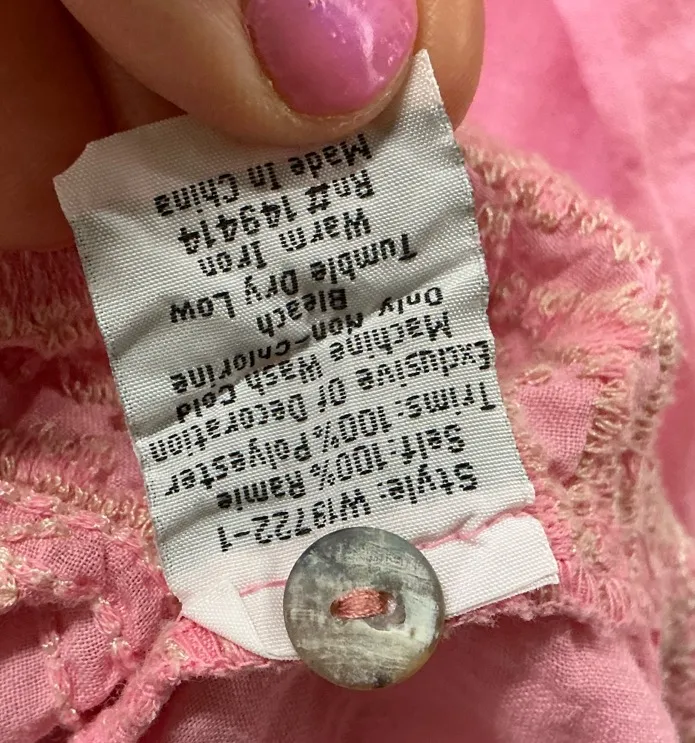 Style: W13722-1
Self:100% Ramie
Trims: 100% Polyester
Exclusive Of Decoration
Machine Wash Cold
Only Non-Chlorine
Bleach
Tumble Dry Low
Warm Iron
Rn# 149414
Made In China